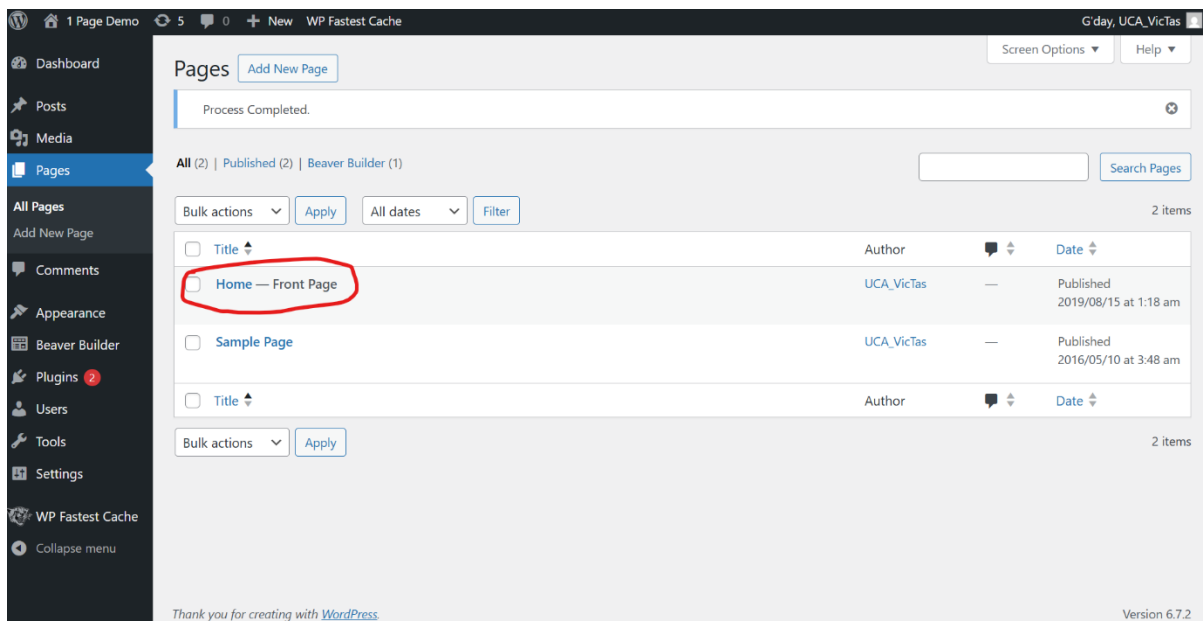 1 Page Demo 5 0 New WP Fastest Cache G'day, UCA_VicTas
Screen Options Help
Dashboard
Posts
Media
Pages
All Pages
Add New Page
Comments
Appearance
Beaver Builder
Plugins 2
Users
Tools
Settings
WP Fastest Cache
Collapse menu
Pages Add New Page
Process Completed.
All (2) | Published (2) | Beaver Builder (1) Search Pages
Bulk actions Apply All dates Filter 2 items
Title Author Date
Home — Front Page UCA_VicTas — Published
2019/08/15 at 1:18 am
Sample Page UCA_VicTas — Published
2016/05/10 at 3:48 am
Title Author Date
Bulk actions Apply 2 items
Thank you for creating with WordPress. Version 6.7.2